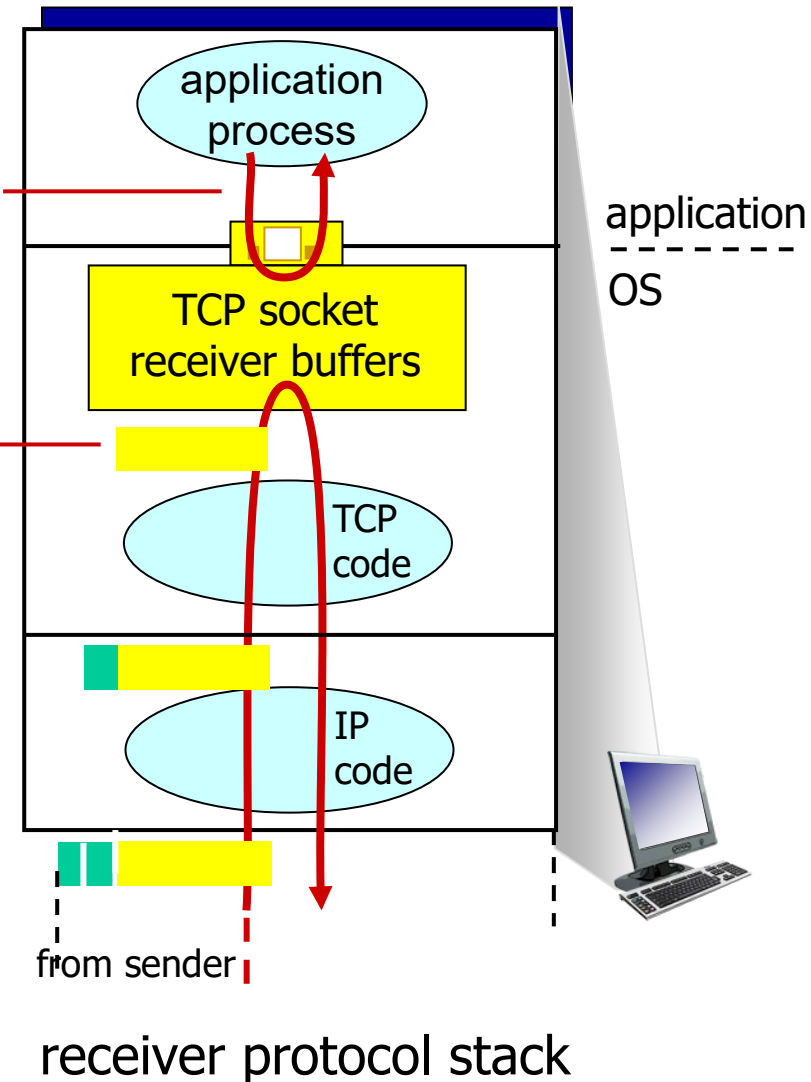 application
process
application
OS
TCP socket
receiver buffers
TCP
code
IP
code
from sender
receiver protocol stack